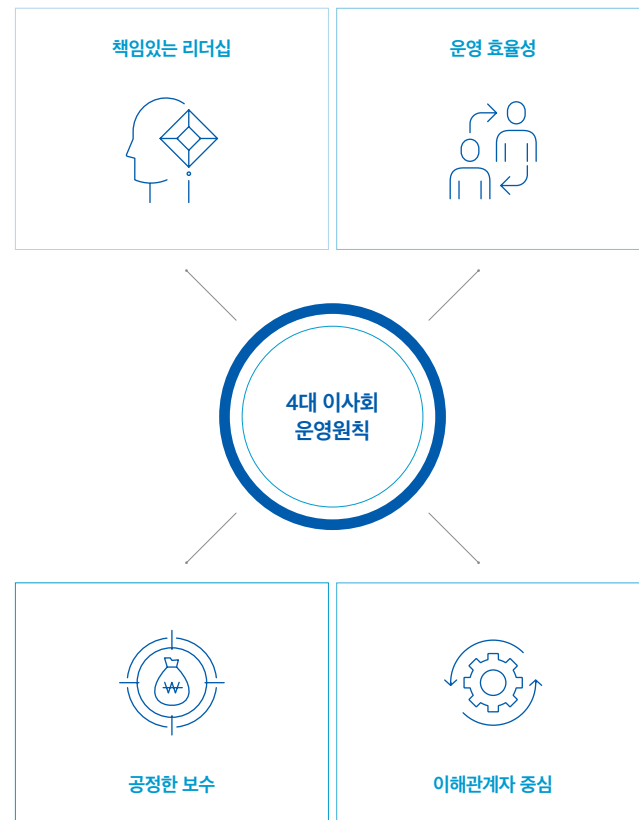 책임있는 리더십
운영 효율성
4대 이사회
운영원칙
공정한 보수
이해관계자 중심